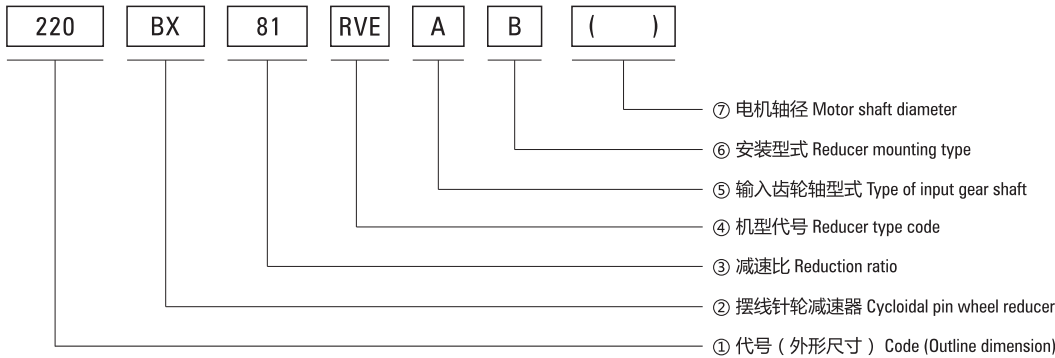 220 BX 81 RVE A B ( )
⑦ 电机轴径 Motor shaft diameter
⑥ 安装型式 Reducer mounting type
⑤ 输入齿轮轴型式 Type of input gear shaft
④ 机型代号 Reducer type code
③ 减速比 Reduction ratio
② 摆线针轮减速器 Cycloidal pin wheel reducer
① 代号（外形尺寸） Code (Outline dimension)